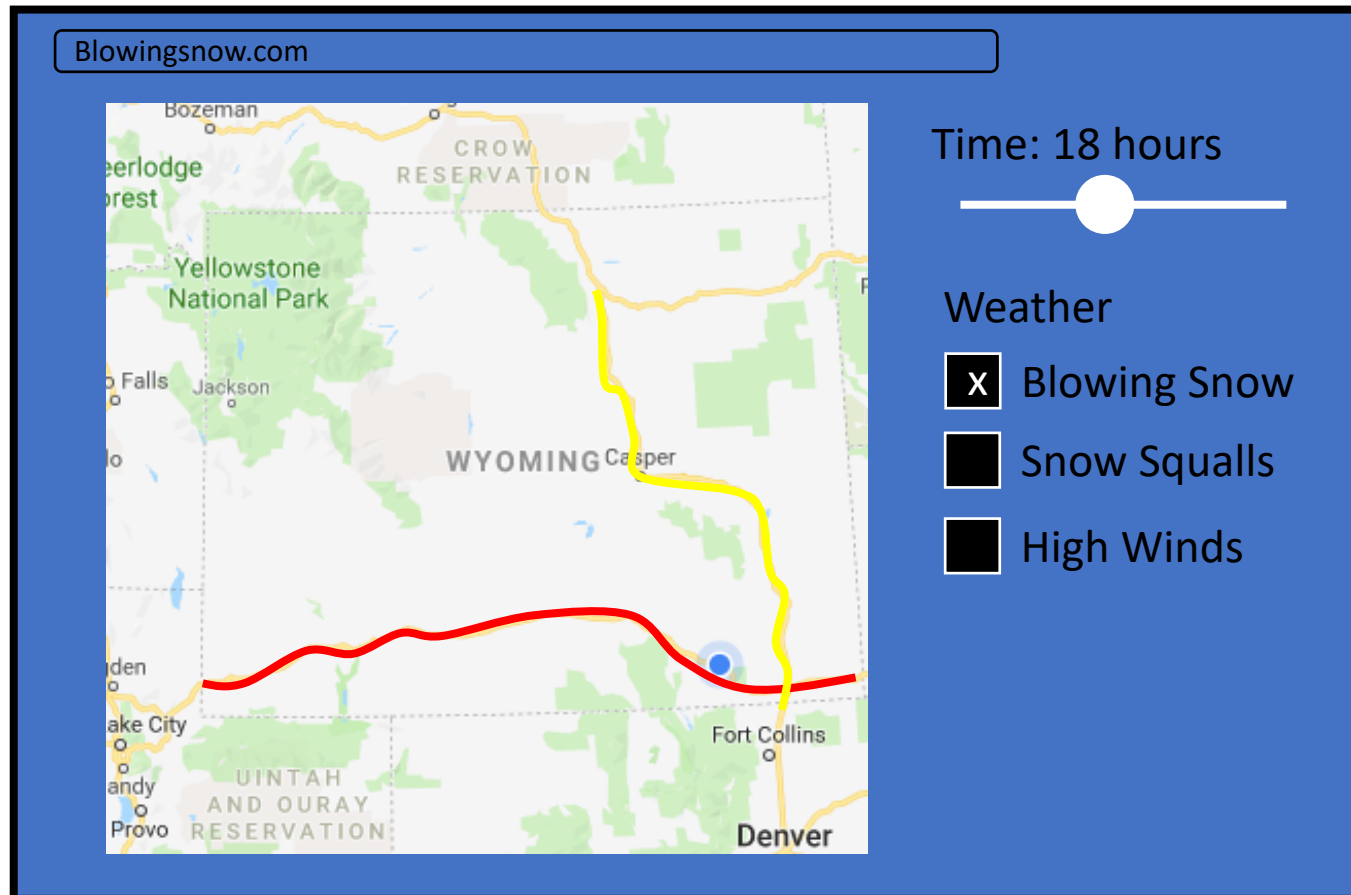 Blowingsnow.com
Bozeman
CROW
RESERVATION
eerlodge
orest
Yellowstone
National Park
Falls
Jackson
lo
WYOMING
Casper
den
ake City
andy
Provo
UINTAH
AND OURAY
RESERVATION
Fort Collins
Denver
Time: 18 hours
Weather
x Blowing Snow
Snow Squalls
High Winds